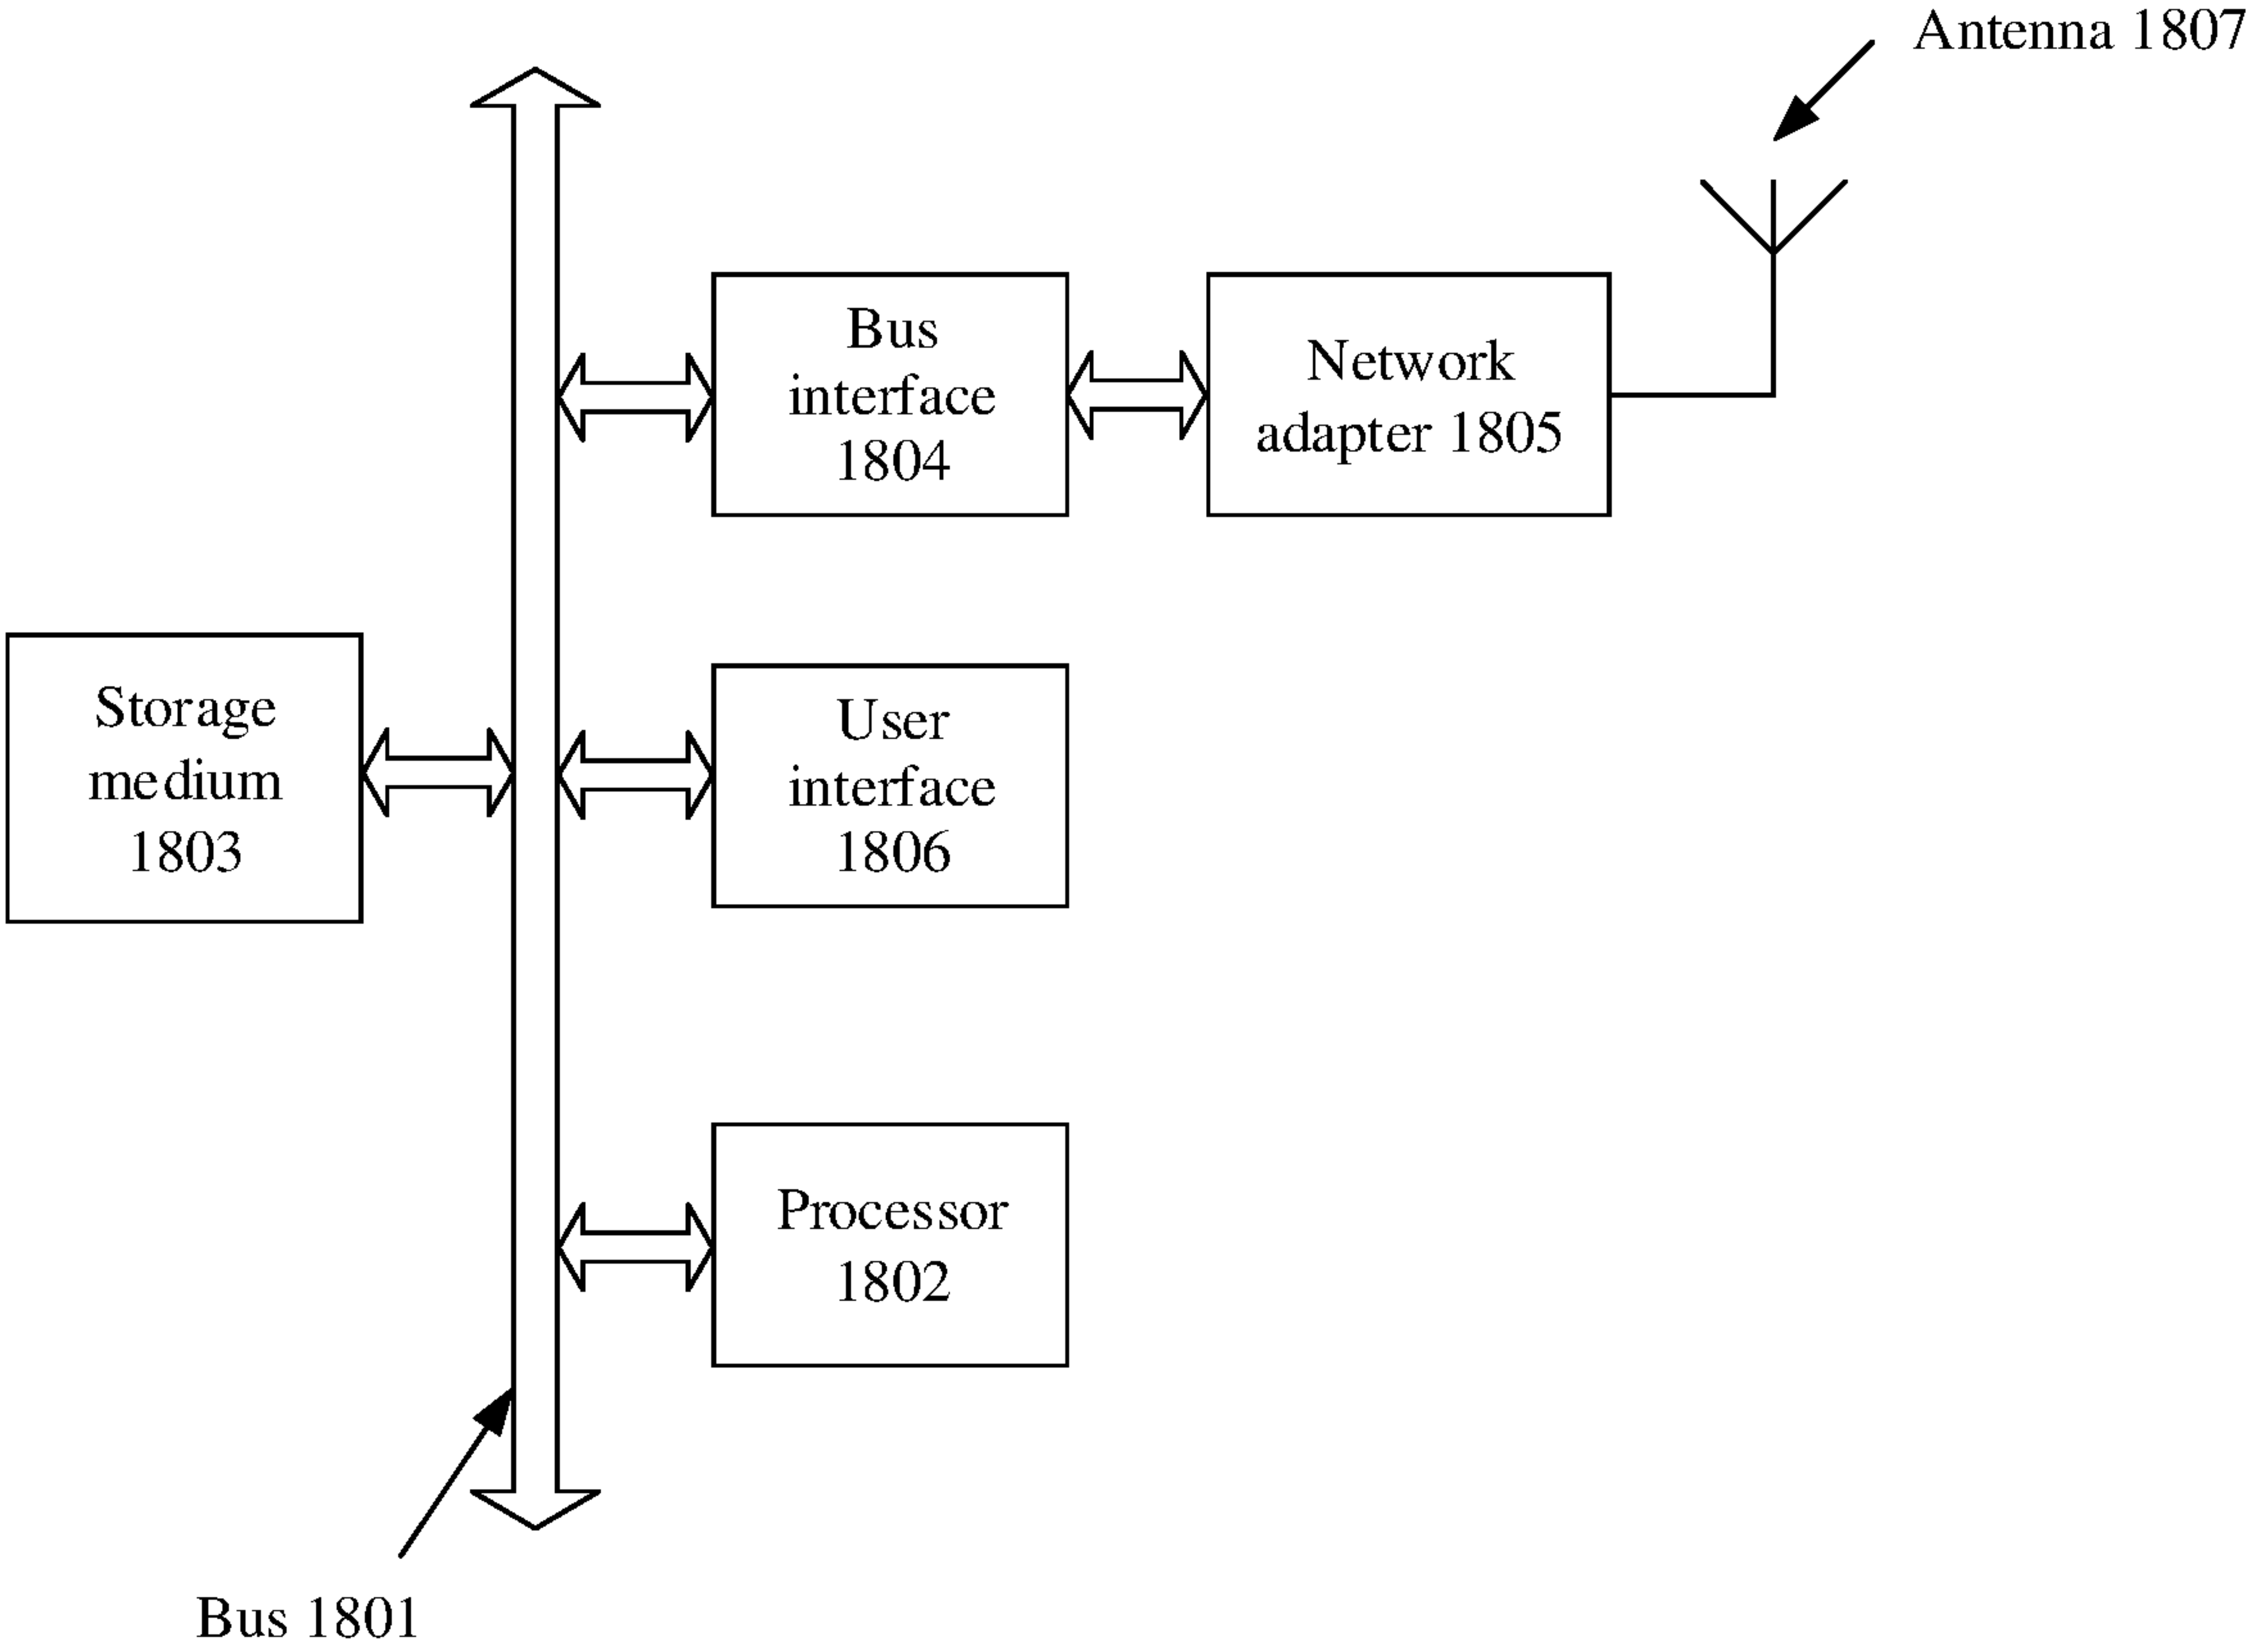 Antenna 1807
Bus
interface
1804
Network
adapter 1805
Storage
medium
1803
User
interface
1806
Processor
1802
Bus 1801